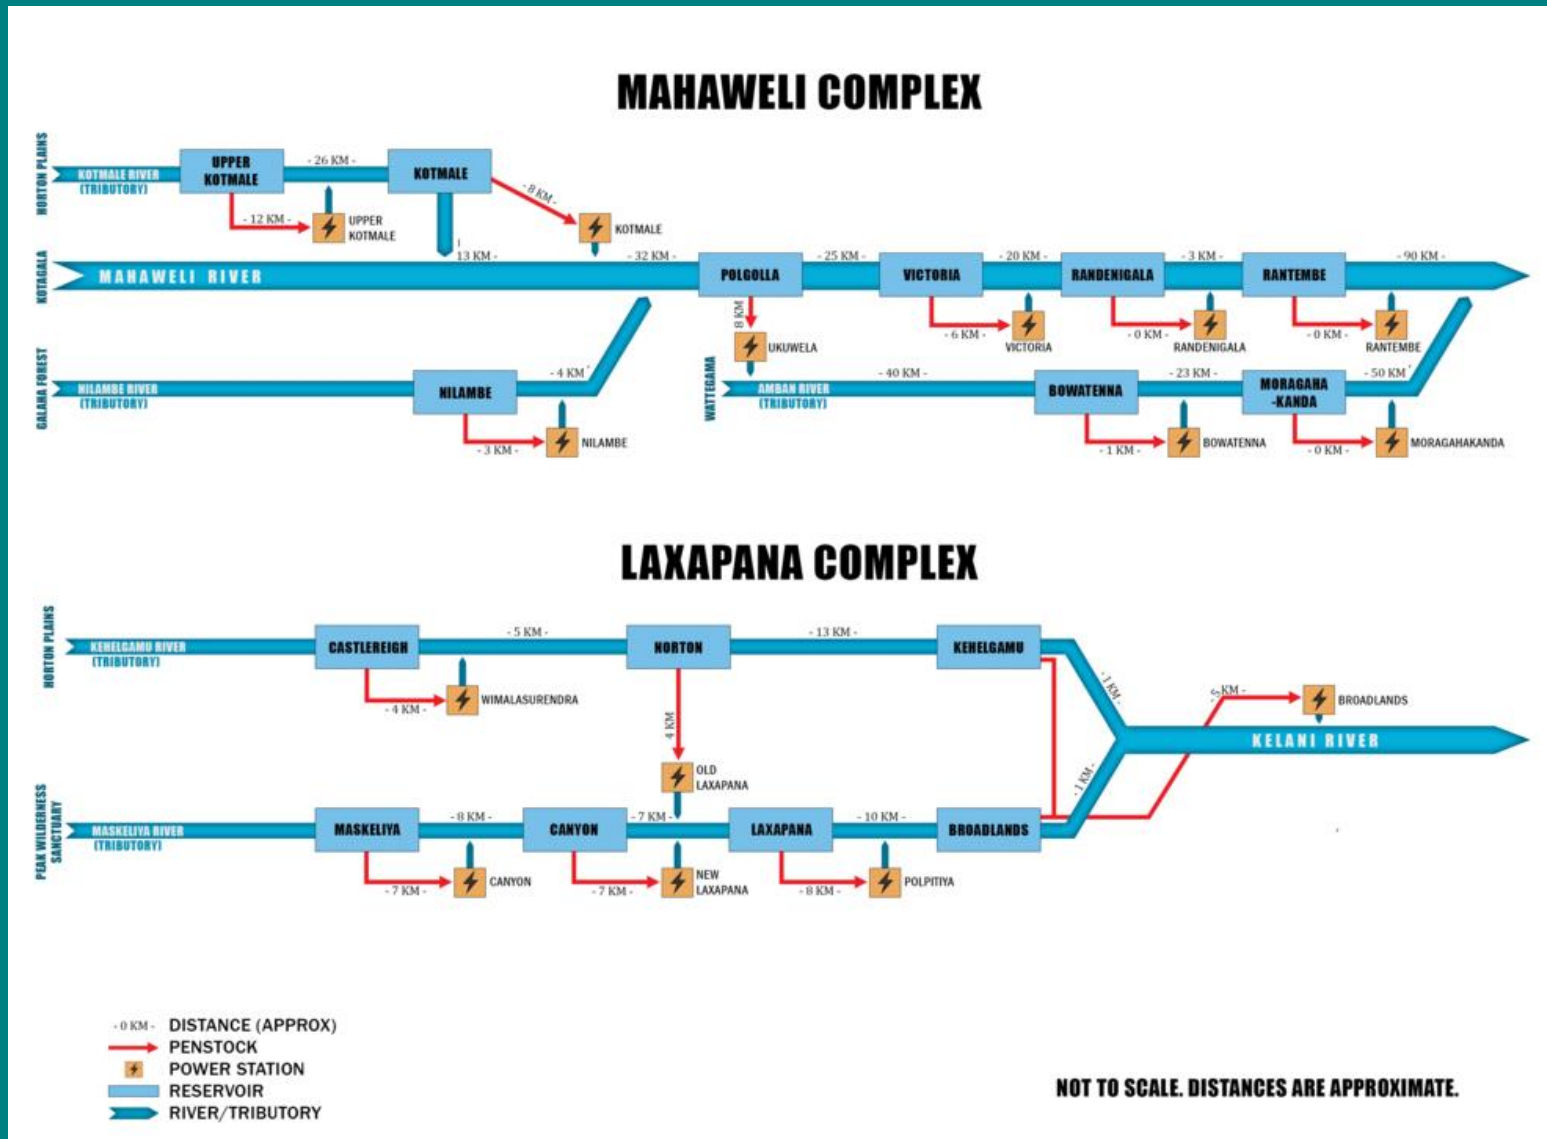 MAHAWELI COMPLEX
HORTON PLAINS
KOTMALE RIVER
(TRIBUTORY)
UPPER
KOTMALE
- 26 KM -
KOTMALE
- 8 KM -
- 12 KM -
UPPER
KOTMALE
KOTMALE
KOTAGALA
MAHAWELI RIVER
13 KM -
- 32 KM -
POLGOLLA
- 25 KM -
VICTORIA
- 20 KM -
RANDENIGALA
- 3 KM -
RANTEMBE
- 90 KM -
8 KM
UKUWELA
- 6 KM -
VICTORIA
- 0 KM -
RANDENIGALA
- 0 KM -
RANTEMBE
GALAHA FOREST
NILAMBE RIVER
(TRIBUTORY)
NILAMBE
- 4 KM
- 3 KM -
NILAMBE
WATTEGAMA
AMBAN RIVER
(TRIBUTORY)
- 40 KM -
BOWATENNA
- 23 KM -
MORAGAHA
-KANDA
- 50 KM
- 1 KM -
BOWATENNA
- 0 KM -
MORAGAHAKANDA
LAXAPANA COMPLEX
HORTON PLAINS
KEHELGAMU RIVER
(TRIBUTORY)
CASTLEREIGH
- 5 KM -
NORTON
- 13 KM -
KEHELGAMU
- 4 KM -
WIMALASURENDRA
4 KM
OLD
LAXAPANA
- 1 KM -
- 5 KM -
BROADLANDS
KELANI RIVER
PEAK WILDERNESS
SANCTUARY
MASKELIYA RIVER
(TRIBUTORY)
MASKELIYA
- 8 KM -
CANYON
- 7 KM -
LAXAPANA
- 10 KM -
BROADLANDS
- 1 KM -
- 7 KM -
CANYON
- 7 KM -
NEW
LAXAPANA
- 8 KM -
POLPITIYA
- 0 KM - DISTANCE (APPROX)
PENSTOCK
POWER STATION
RESERVOIR
RIVER/TRIBUTORY
NOT TO SCALE. DISTANCES ARE APPROXIMATE.